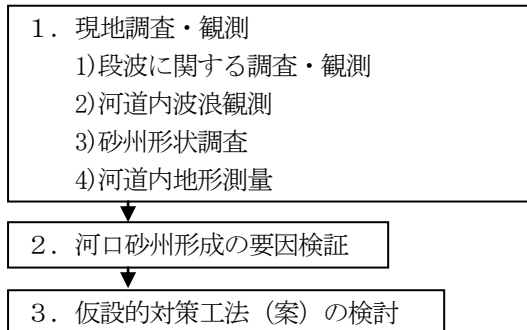 １．現地調査・観測
1)段波に関する調査・観測
2)河道内波浪観測
3)砂州形状調査
4)河道内地形測量
２．河口砂州形成の要因検証
３．仮設的対策工法（案）の検討